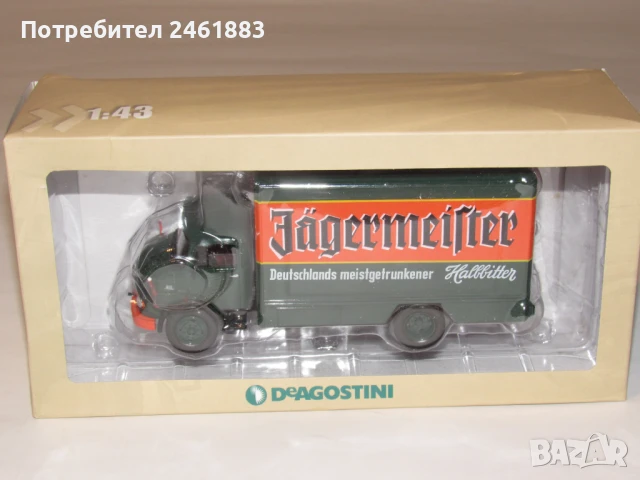 Потребител 2461883
1:43
Jägermeiſter
Deutschlands meistgetrunkener Halbbitter
DeAGOSTINI
BAZAR